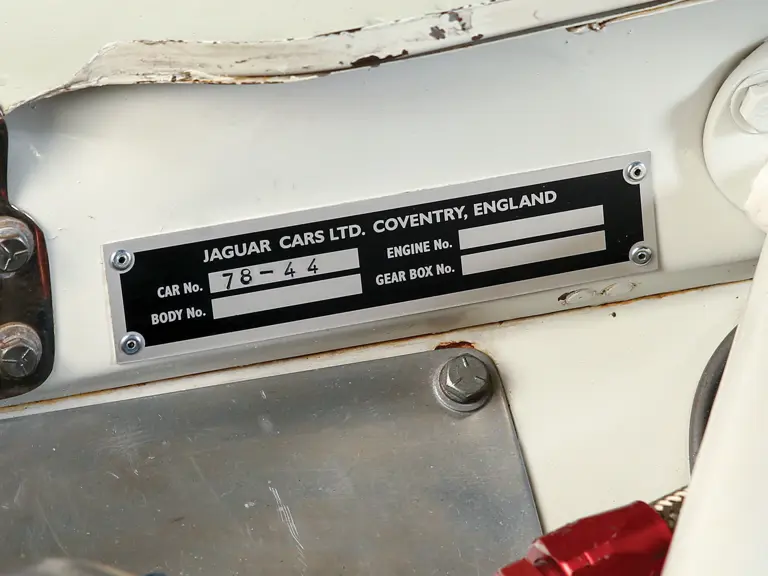 JAGUAR CARS LTD. COVENTRY, ENGLAND
CAR No. 78-44
BODY No.
ENGINE No.
GEAR BOX No.